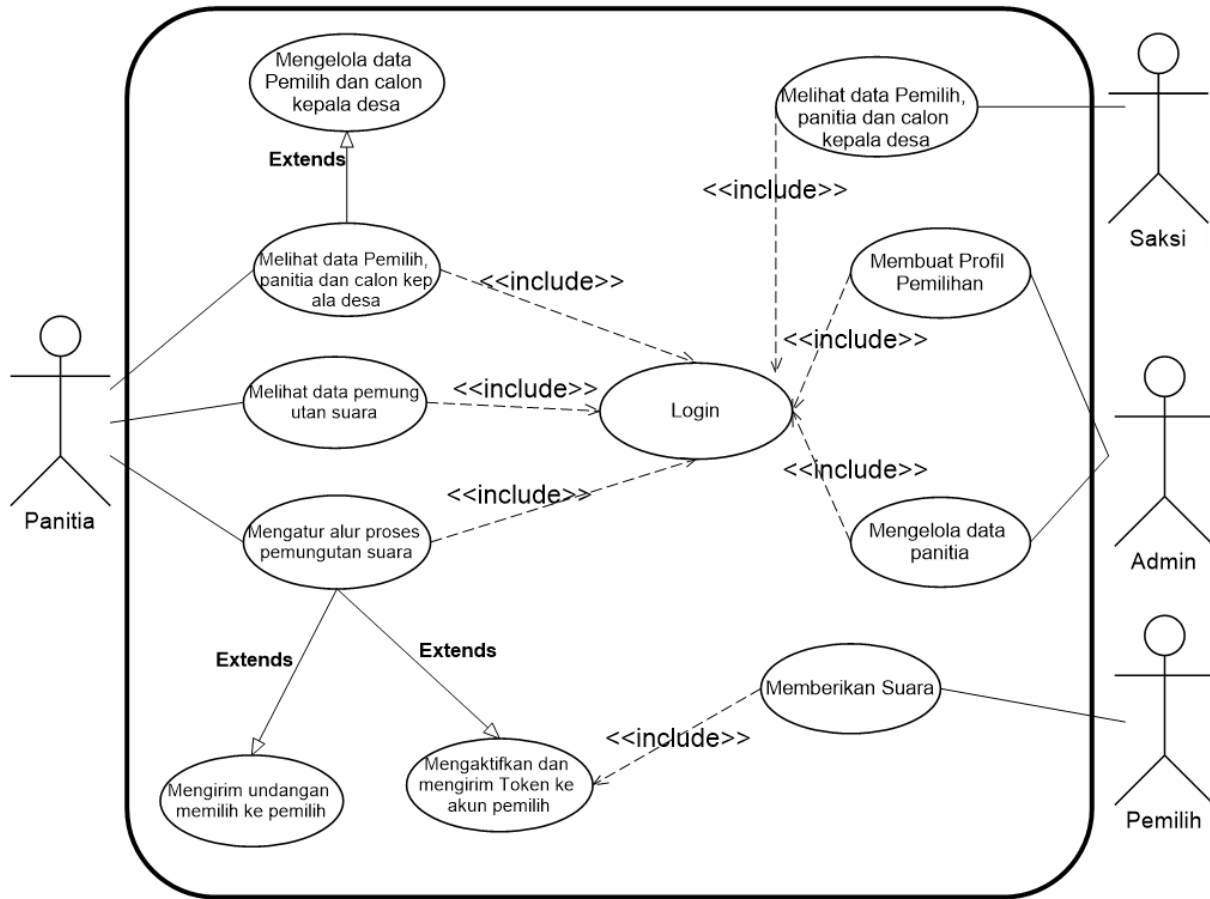 Mengelola data
Pemilih dan calon
kepala desa
Extends
Melihat data Pemilih,
panitia dan calon kep
ala desa
<<include>>
Melihat data pemung
utan suara
<<include>>
Mengatur alur proses
pemungutan suara
<<include>>
Panitia
Extends
Extends
Mengirim undangan
memilih ke pemilih
Mengaktifkan dan
mengirim Token ke
akun pemilih
Login
Melihat data Pemilih,
panitia dan calon
kepala desa
<<include>>
Saksi
Membuat Profil
Pemilihan
<<include>>
<<include>>
Mengelola data
panitia
Admin
Memberikan Suara
<<include>>
Pemilih